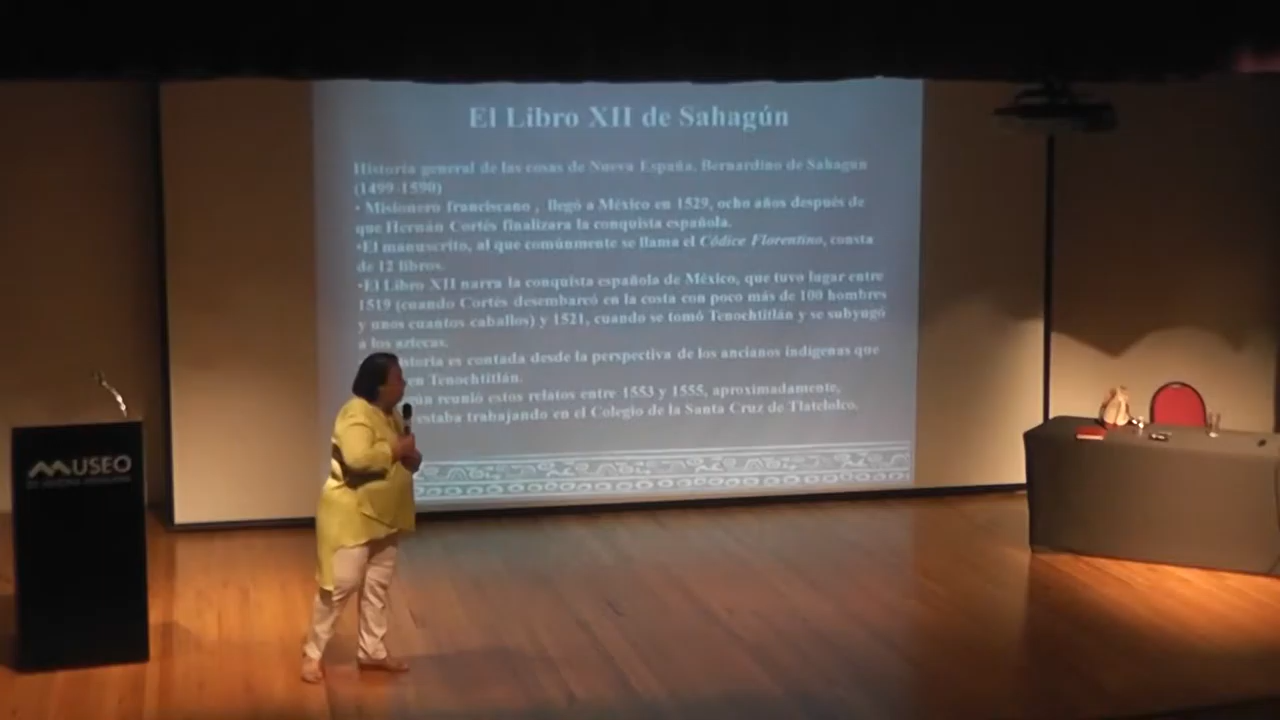 El Libro XII de Sahagún
Historia general de las cosas de Nueva España. Bernardino de Sahagun
(1499-1590)
• Misionero franciscano , llegó a México en 1529, ocho años después de
que Hernán Cortés finalizara la conquista española.
•El manuscrito, al que comúnmente se llama el Códice Florentino, consta
de 12 libros.
•El Libro XII narra la conquista española de México, que tuvo lugar entre
1519 (cuando Cortés desembarcó en la costa con poco más de 100 hombres
y unos cuantos caballos) y 1521, cuando se tomó Tenochtitlán y se subyugó
a los aztecas.
istoria es contada desde la perspectiva de los ancianos indígenas que
en Tenochtitlán.
ún reunió estos relatos entre 1553 y 1555, aproximadamente,
estaba trabajando en el Colegio de la Santa Cruz de Tlatelolco.
MUSEO